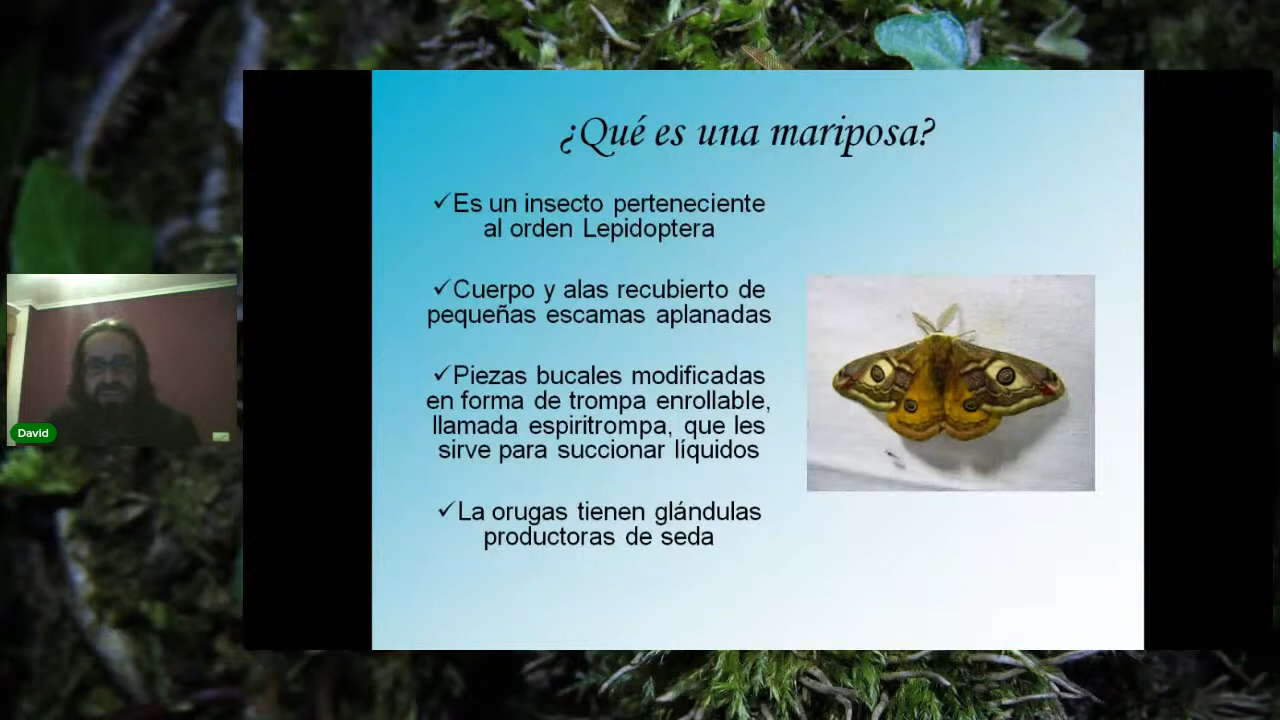 ¿Qué es una mariposa?
✓Es un insecto perteneciente
al orden Lepidoptera
✓Cuerpo y alas recubierto de
pequeñas escamas aplanadas
✓Piezas bucales modificadas
en forma de trompa enrollable,
llamada espiritrompa, que les
sirve para succionar líquidos
✓La orugas tienen glándulas
productoras de seda
David